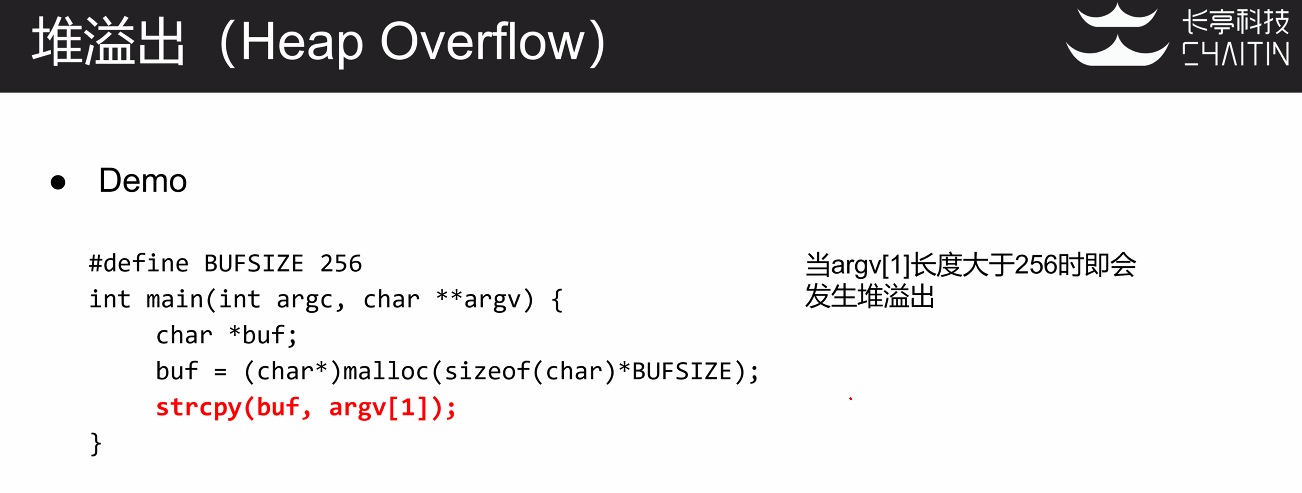 堆溢出（Heap Overflow）
长亭科技
CHAITIN
● Demo
#define BUFSIZE 256
int main(int argc, char **argv) {
char *buf;
buf = (char*)malloc(sizeof(char)*BUFSIZE);
strcpy(buf, argv[1]);
}
当argv[1]长度大于256时即会
发生堆溢出